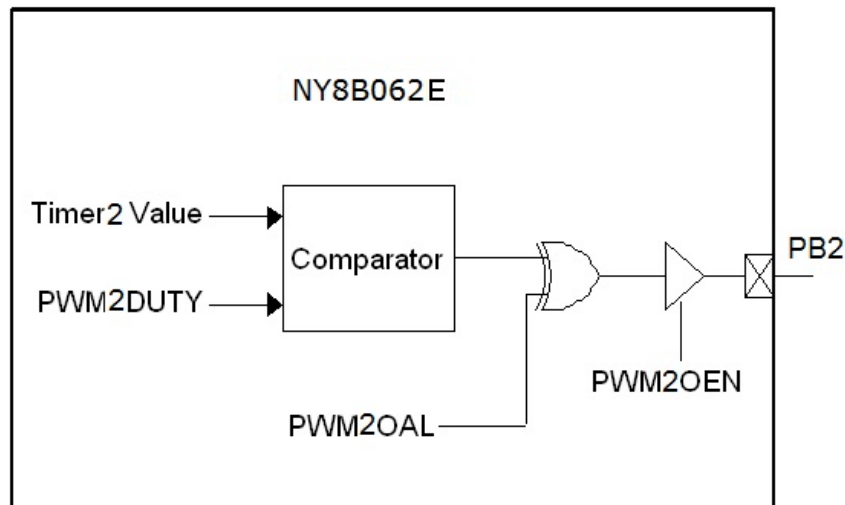 NY8B062E
Timer2 Value
Comparator
PB2
PWM2DUTY
PWM2OEN
PWM2OAL